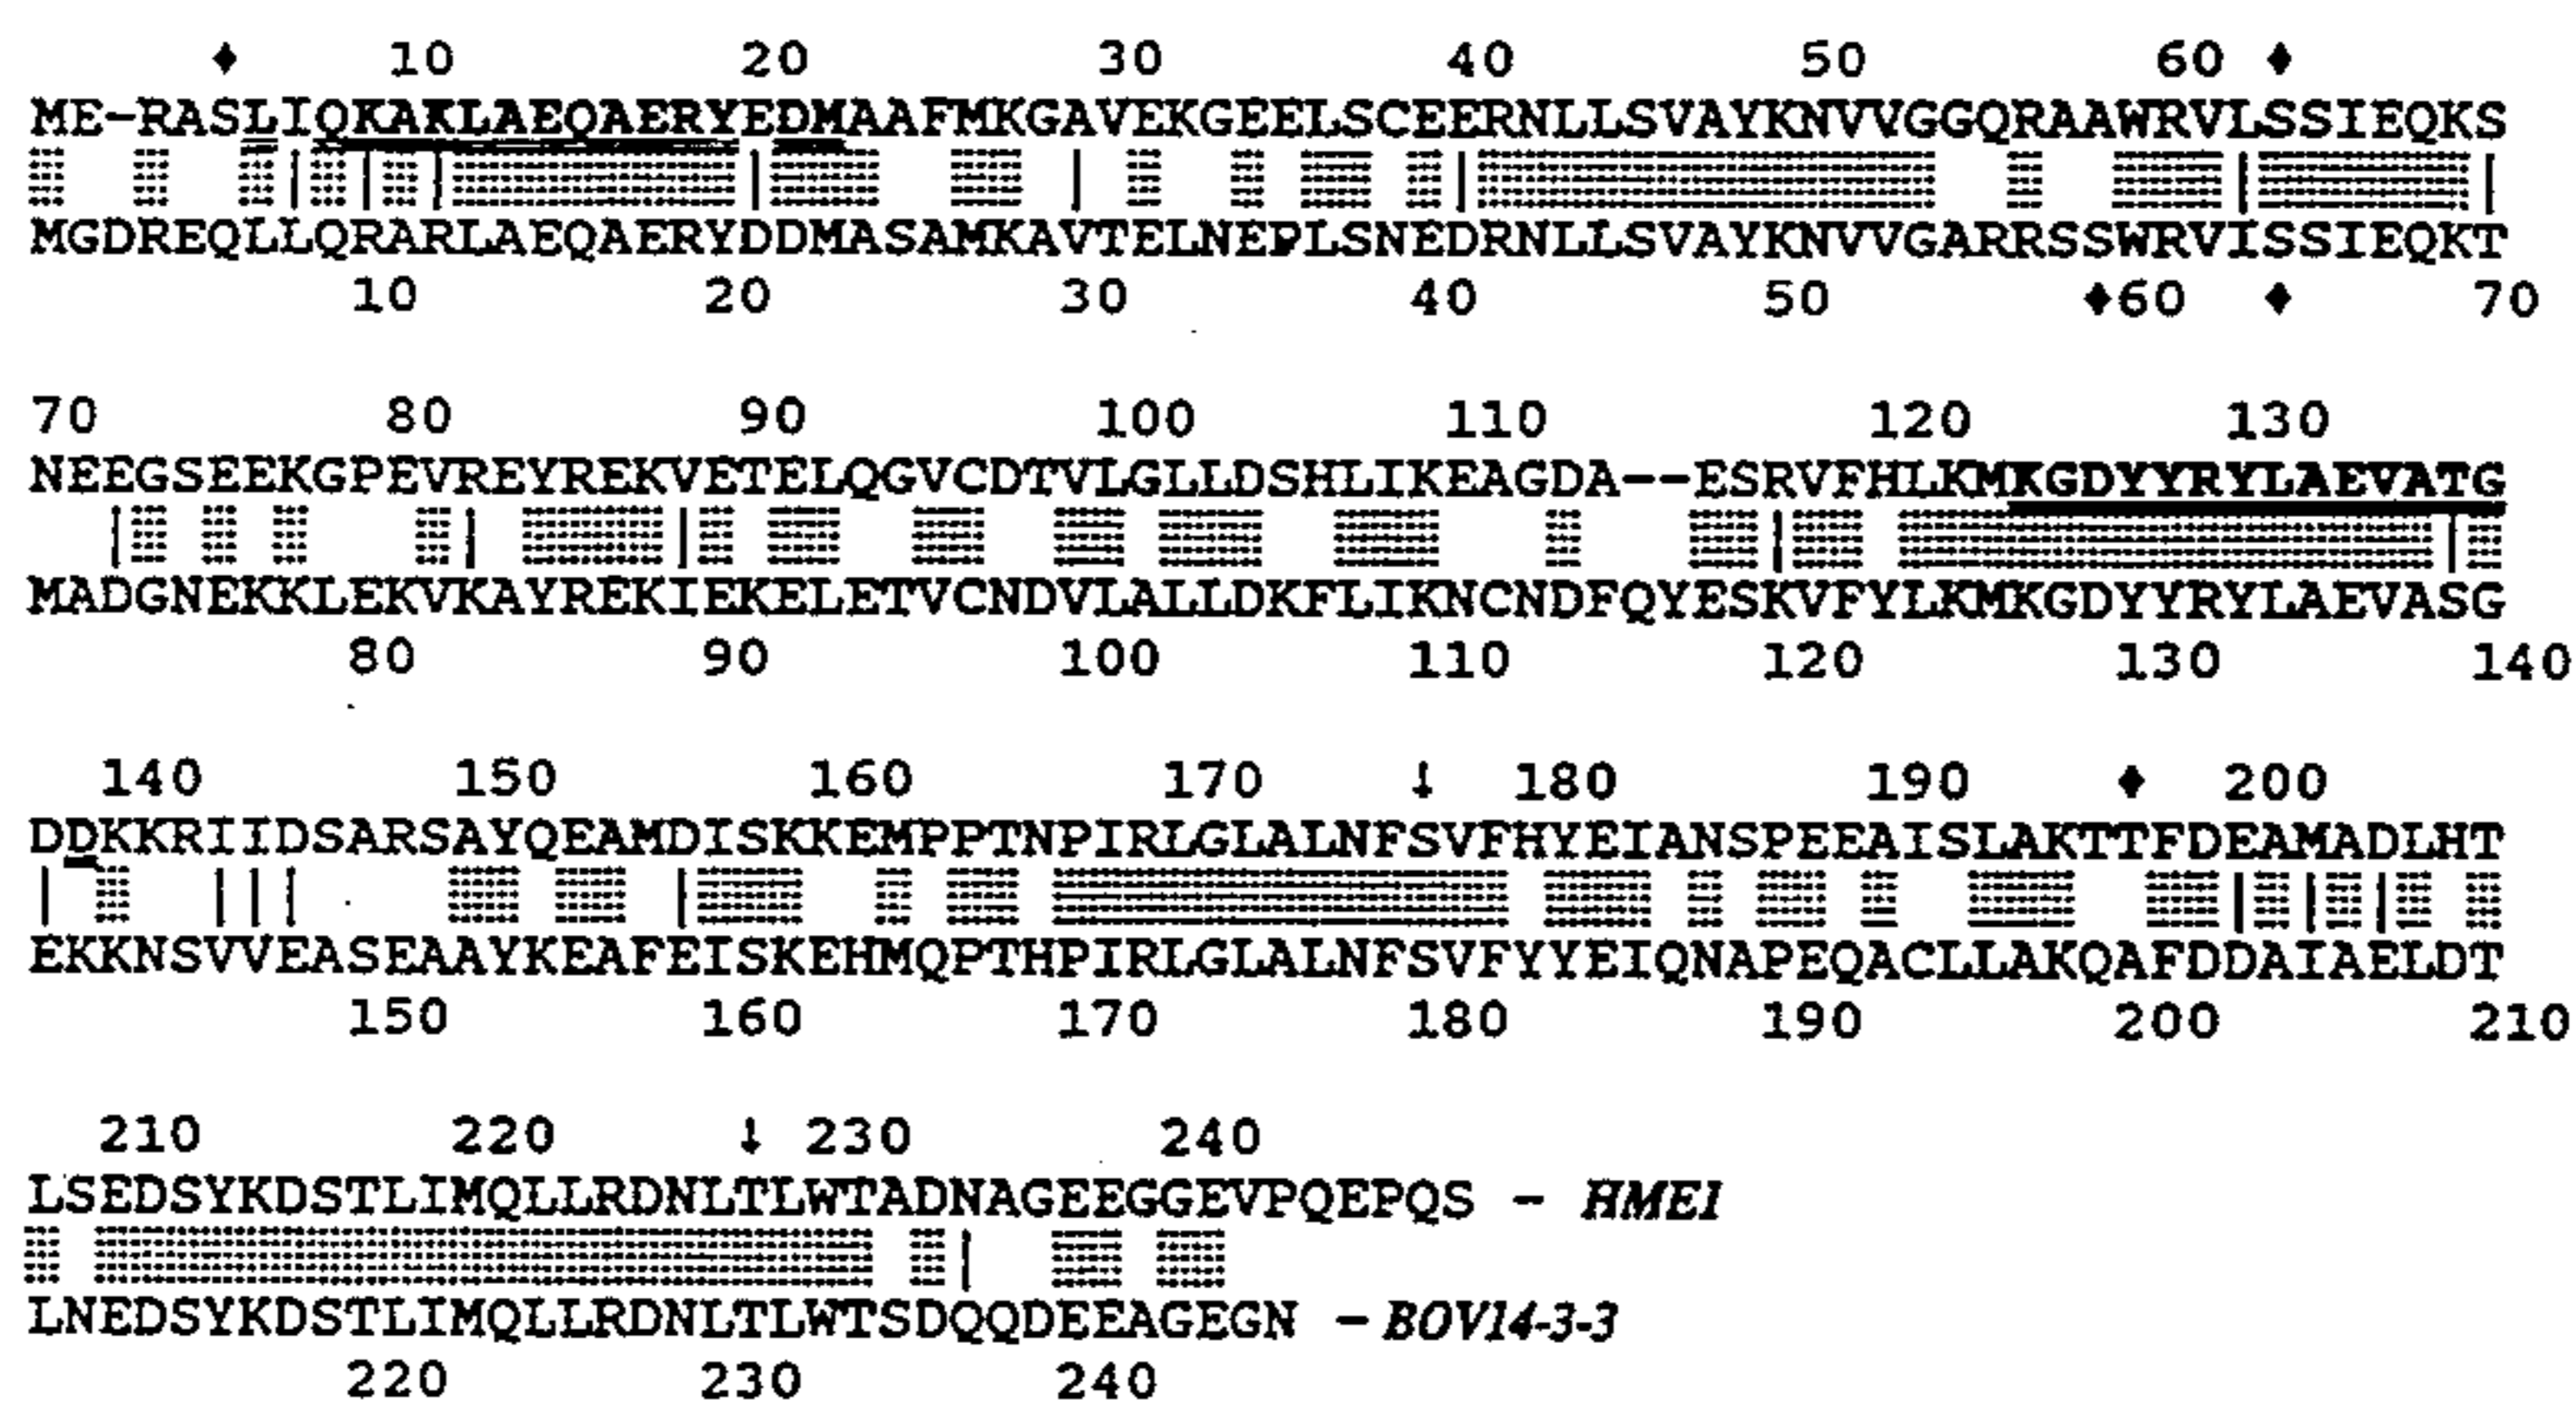 ♦ 10 20 30 40 50 60 ♦
ME-RASLIQKAKLAEQAERYEDMAAFMKGAVEKGEELSCEERNLLSVAYKNVVGGQRAAWRVLSSIEQKS
MGDREQLLQRARLAEQAERYDDMASAMKAVTELNEPLSNEDRNLLSVAYKNVVGARRSSWRVISSIEQKT
10 20 30 40 50 ♦60 ♦ 70
70 80 90 100 110 120 130
NEEGSEEKGPEVREYREKVETELQGVCDTVLGLLDSHLIKEAGDA--ESRVFHLKMKGDYYRYLAEVATG
MADGNEKKLEKVKAYREKIEKELETVCNDVLALLDKFLIKNCNDFQYESKVFYLKMKGDYYRYLAEVASG
80 90 100 110 120 130 140
140 150 160 170 ↓ 180 190 ♦ 200
DDKKRIIDSARSAYQEAMDISKKEMPPTNPIRLGLALNFSVFHYEIANSPEEAISLAKTTFDEAMADLHT
EKKNSVVEASEAAYKEAFEISKEHMQPTHPIRLGLALNFSVFYYEIQNAPEQACLLAKQAFDDAIAELDT
150 160 170 180 190 200 210
210 220 ↓ 230 240
LSEDSYKDSTLIMQLLRDNLTLWTADNAGEEGGEVPQEPQS - HMEI
LNEDSYKDSTLIMQLLRDNLTLWTSDQQDEEAGEGN - BOV14-3-3
220 230 240